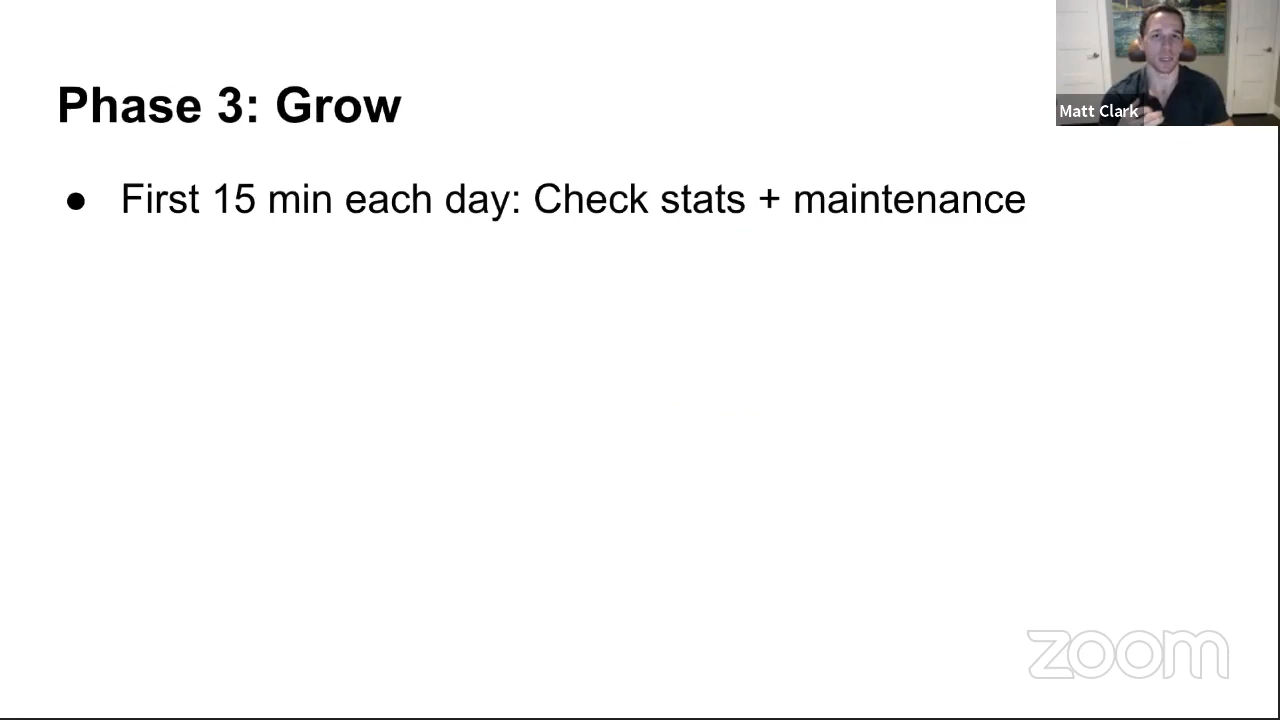 Phase 3: Grow
Matt Clark
● First 15 min each day: Check stats + maintenance
zoom